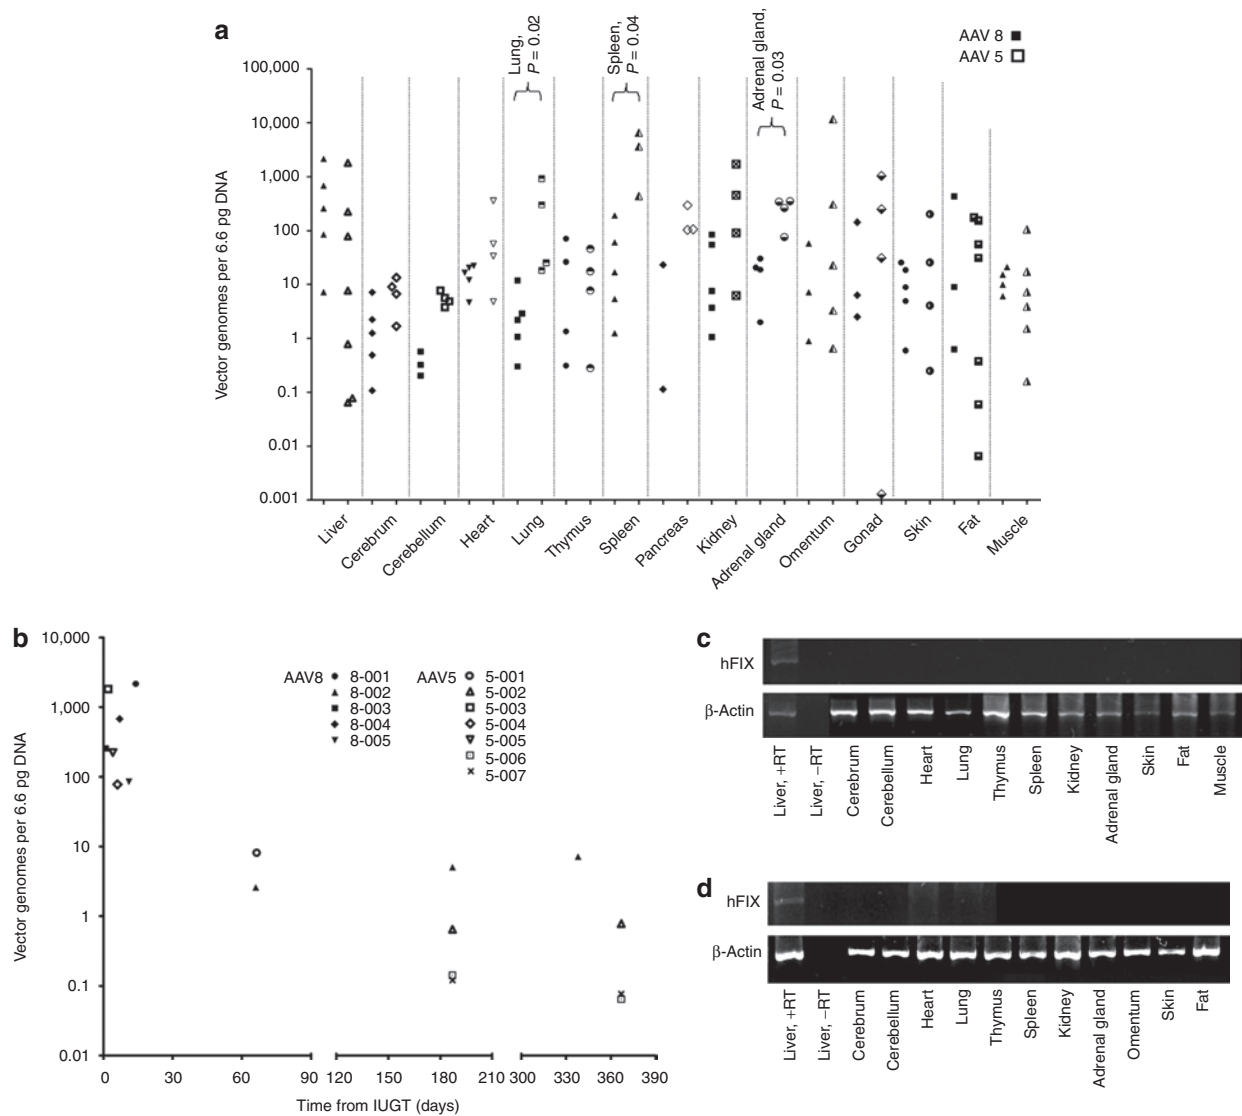 a
Lung,
P = 0.02
Spleen,
P = 0.04
Adrenal gland,
P = 0.03
AAV 8
AAV 5
Vector genomes per 6.6 pg DNA
100,000
10,000
1,000
100
10
1
0.1
0.01
0.001
Liver
Cerebrum
Cerebellum
Heart
Lung
Thymus
Spleen
Pancreas
Kidney
Adrenal gland
Omentum
Gonad
Skin
Fat
Muscle
b
Vector genomes per 6.6 pg DNA
10,000
1,000
100
10
1
0.1
0.01
AAV8
8-001
8-002
8-003
8-004
8-005
AAV5
5-001
5-002
5-003
5-004
5-005
5-006
5-007
0 30 60 90 120 150 180 210 300 330 360 390
Time from IUGT (days)
c
hFIX
β-Actin
Liver, +RT
Liver, −RT
Cerebrum
Cerebellum
Heart
Lung
Thymus
Spleen
Kidney
Adrenal gland
Skin
Fat
Muscle
d
hFIX
β-Actin
Liver, +RT
Liver, −RT
Cerebrum
Cerebellum
Heart
Lung
Thymus
Spleen
Kidney
Adrenal gland
Omentum
Skin
Fat